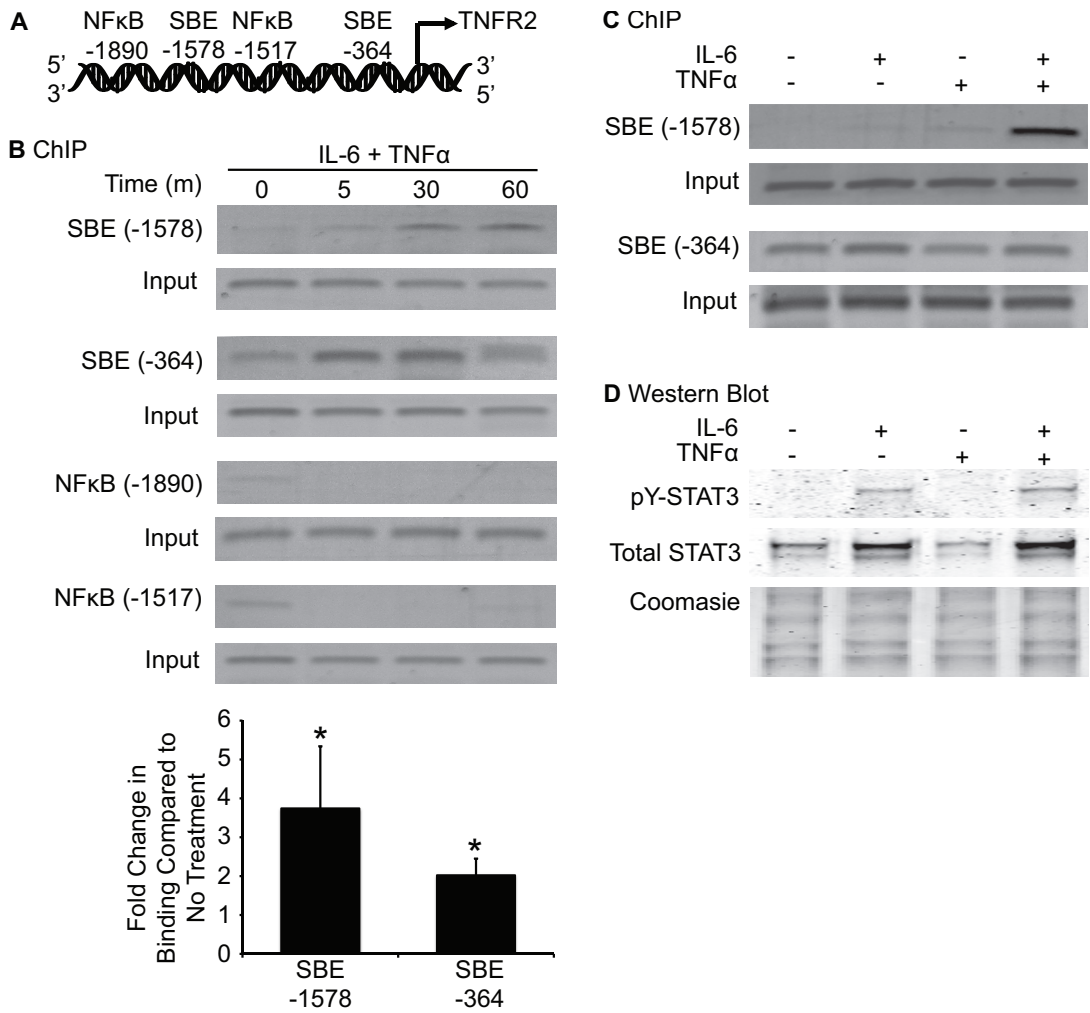 A
NFκB SBE NFκB SBE TNFR2
-1890 -1578 -1517 -364
5’ 3’
3’ 5’
B ChIP
IL-6 + TNFα
Time (m) 0 5 30 60
SBE (-1578)
Input
SBE (-364)
Input
NFκB (-1890)
Input
NFκB (-1517)
Input
Fold Change in
Binding Compared to
No Treatment
6
5
4
3
2
1
0
* *
SBE SBE
-1578 -364
C ChIP
IL-6 - + - +
TNFα - - + +
SBE (-1578)
Input
SBE (-364)
Input
D Western Blot
IL-6 - + - +
TNFα - - + +
pY-STAT3
Total STAT3
Coomasie